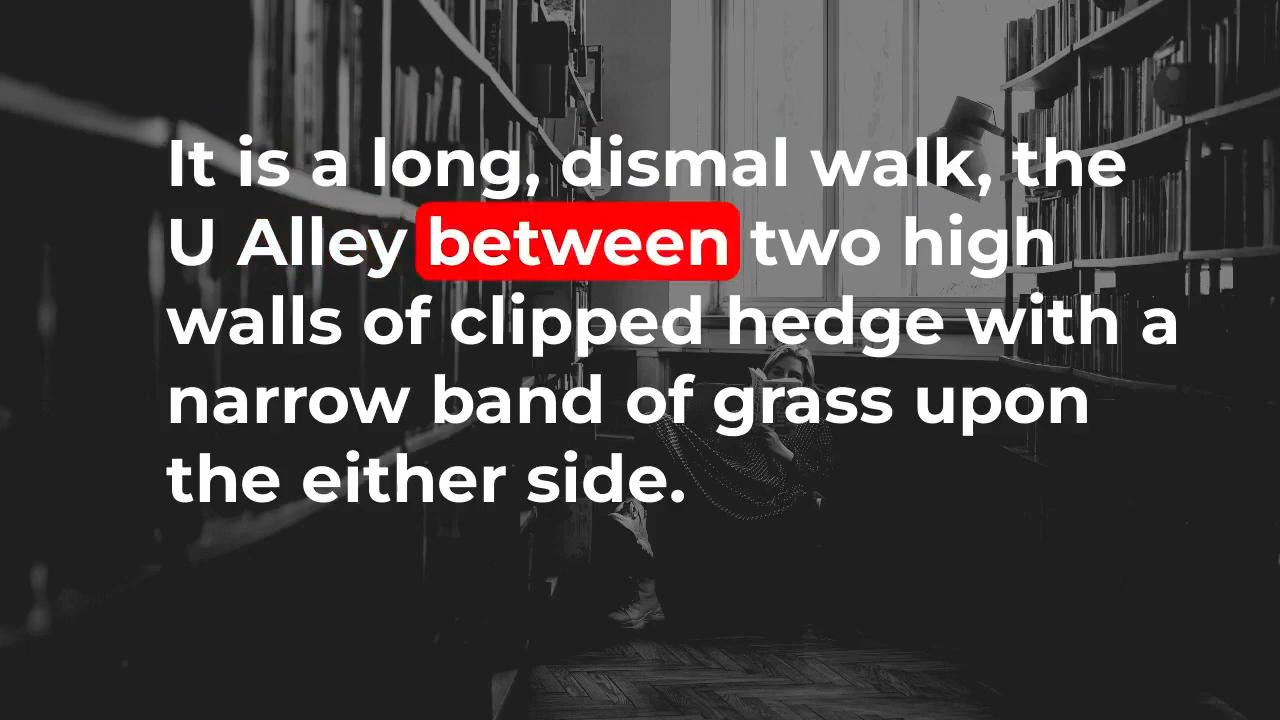 It is a long, dismal walk, the
U Alley between two high
walls of clipped hedge with a
narrow band of grass upon
the either side.